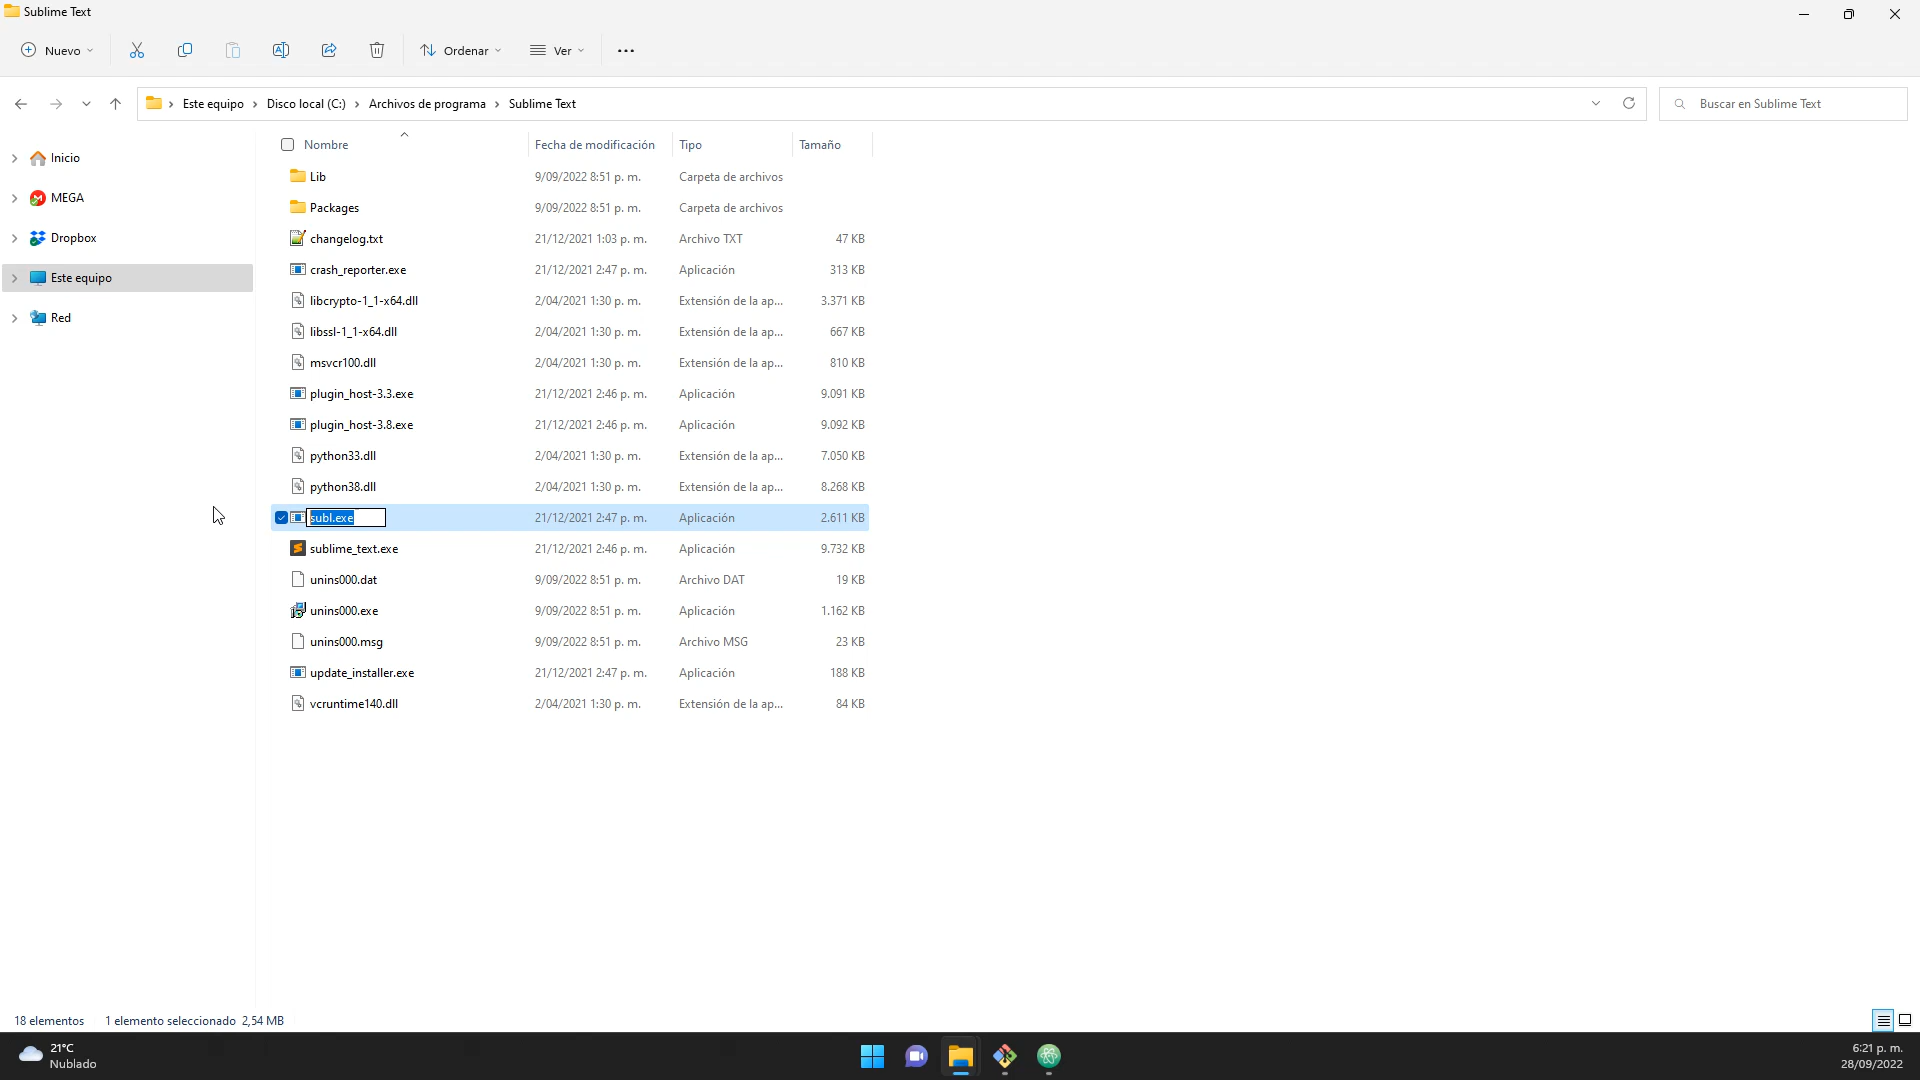 Sublime Text
Nuevo
Ordenar
Ver
Este equipo
Disco local (C:)
Archivos de programa
Sublime Text
Buscar en Sublime Text
Inicio
MEGA
Dropbox
Este equipo
Red
Nombre Fecha de modificación Tipo Tamaño
Lib 9/09/2022 8:51 p. m. Carpeta de archivos
Packages 9/09/2022 8:51 p. m. Carpeta de archivos
changelog.txt 21/12/2021 1:03 p. m. Archivo TXT 47 KB
crash_reporter.exe 21/12/2021 2:47 p. m. Aplicación 313 KB
libcrypto-1_1-x64.dll 2/04/2021 1:30 p. m. Extensión de la ap... 3.371 KB
libssl-1_1-x64.dll 2/04/2021 1:30 p. m. Extensión de la ap... 667 KB
msvcr100.dll 2/04/2021 1:30 p. m. Extensión de la ap... 810 KB
plugin_host-3.3.exe 21/12/2021 2:46 p. m. Aplicación 9.091 KB
plugin_host-3.8.exe 21/12/2021 2:46 p. m. Aplicación 9.092 KB
python33.dll 2/04/2021 1:30 p. m. Extensión de la ap... 7.050 KB
python38.dll 2/04/2021 1:30 p. m. Extensión de la ap... 8.268 KB
subl.exe 21/12/2021 2:47 p. m. Aplicación 2.611 KB
sublime_text.exe 21/12/2021 2:46 p. m. Aplicación 9.732 KB
unins000.dat 9/09/2022 8:51 p. m. Archivo DAT 19 KB
unins000.exe 9/09/2022 8:51 p. m. Aplicación 1.162 KB
unins000.msg 9/09/2022 8:51 p. m. Archivo MSG 23 KB
update_installer.exe 21/12/2021 2:47 p. m. Aplicación 188 KB
vcruntime140.dll 2/04/2021 1:30 p. m. Extensión de la ap... 84 KB
18 elementos 1 elemento seleccionado 2,54 MB
21°C
Nublado
6:21 p. m.
28/09/2022